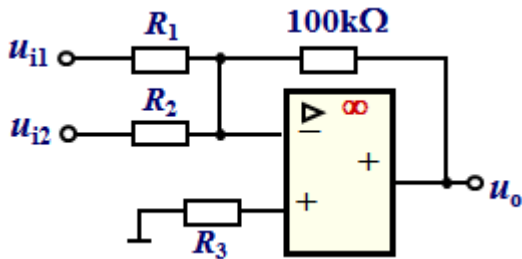 R₁ 100kΩ
uᵢ₁
R₂ ▷ ∞
uᵢ₂ −
+
+ uₒ
R₃